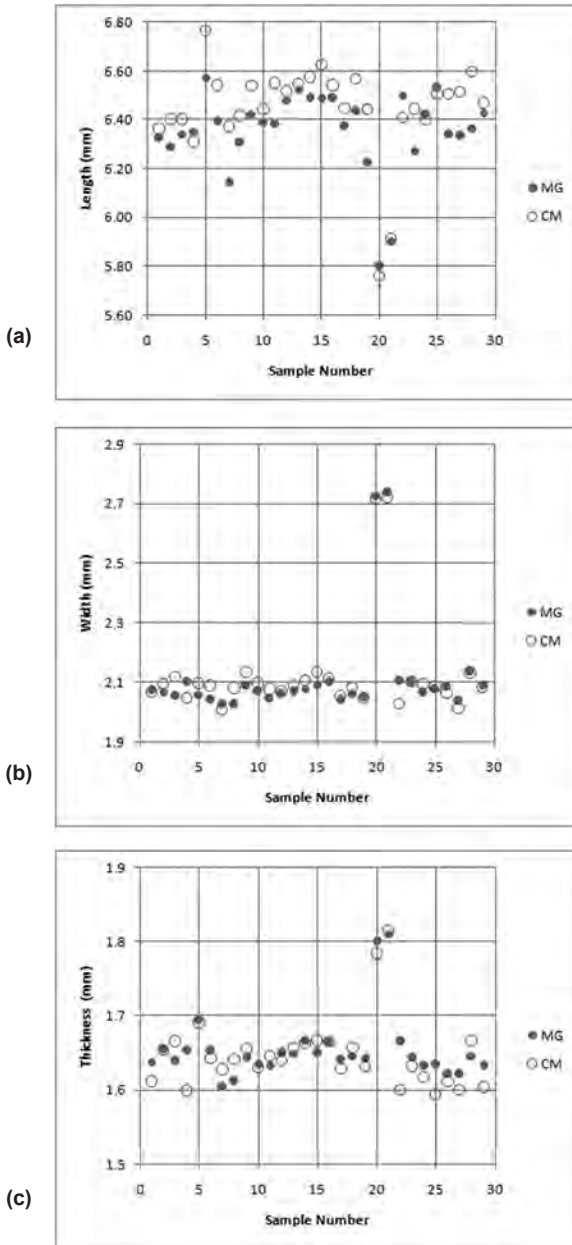 6.80
6.60
6.40
6.20
6.00
5.80
5.60
Length (mm)
0 5 10 15 20 25 30
Sample Number
MG
CM
(a)
2.9
2.7
2.5
2.3
2.1
1.9
Width (mm)
0 5 10 15 20 25 30
Sample Number
MG
CM
(b)
1.9
1.8
1.7
1.6
1.5
Thickness (mm)
0 5 10 15 20 25 30
Sample Number
MG
CM
(c)